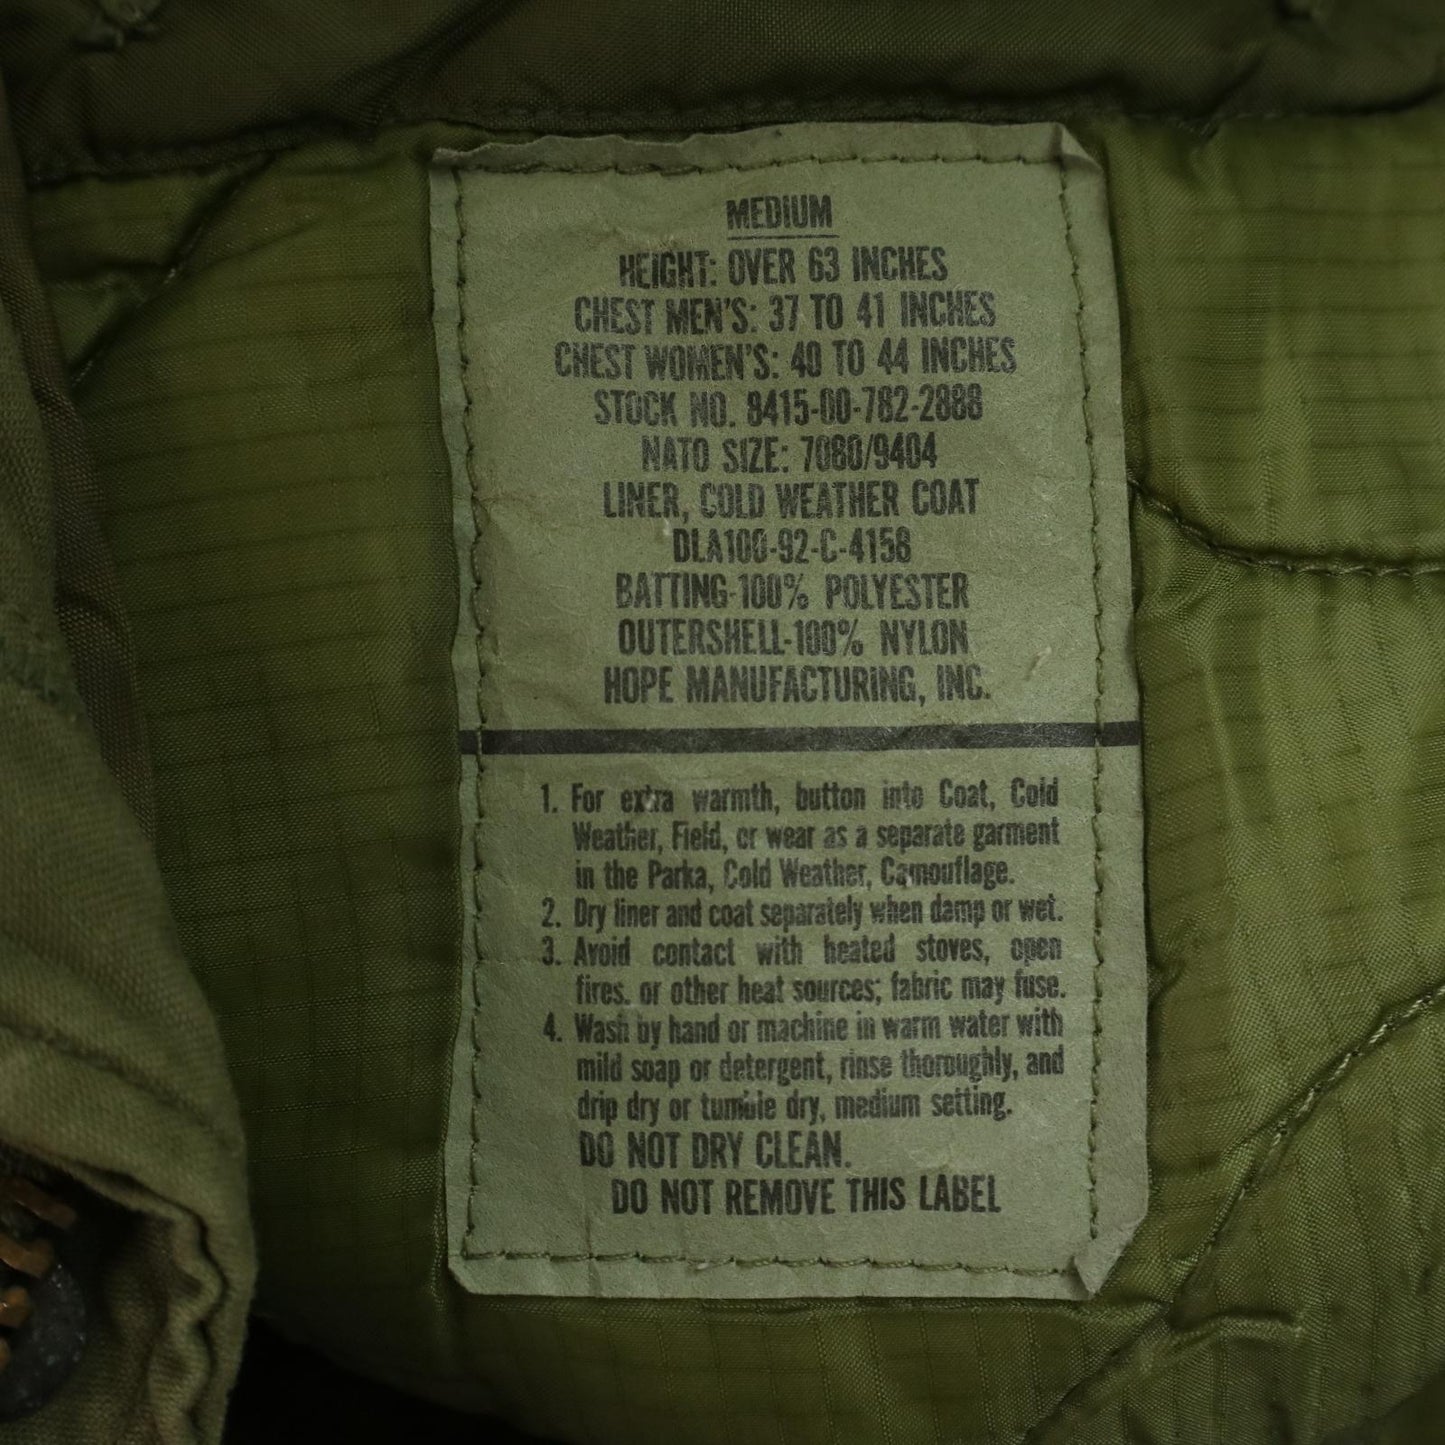 MEDIUM
HEIGHT: OVER 63 INCHES
CHEST MEN'S: 37 TO 41 INCHES
CHEST WOMEN'S: 40 TO 44 INCHES
STOCK NO. 8415-00-782-2888
NATO SIZE: 7080/9404
LINER, COLD WEATHER COAT
DLA100-92-C-4158
BATTING-100% POLYESTER
OUTERSHELL-100% NYLON
HOPE MANUFACTURING, INC.
1. For extra warmth, button into Coat, Cold
Weather, Field, or wear as a separate garment
in the Parka, Cold Weather, Camouflage.
2. Dry liner and coat separately when damp or wet.
3. Avoid contact with heated stoves, open
fires. or other heat sources; fabric may fuse.
4. Wash by hand or machine in warm water with
mild soap or detergent, rinse thoroughly, and
drip dry or tumble dry, medium setting.
DO NOT DRY CLEAN.
DO NOT REMOVE THIS LABEL